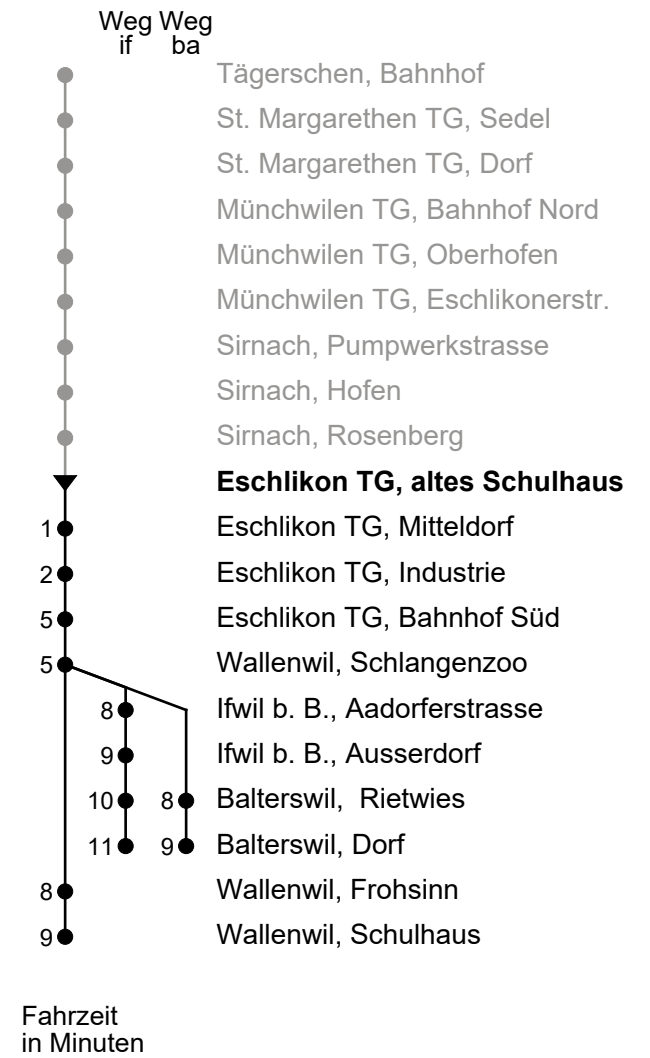 Weg Weg
if ba
Tägerschen, Bahnhof
St. Margarethen TG, Sedel
St. Margarethen TG, Dorf
Münchwilen TG, Bahnhof Nord
Münchwilen TG, Oberhofen
Münchwilen TG, Eschlikonerstr.
Sirnach, Pumpwerkstrasse
Sirnach, Hofen
Sirnach, Rosenberg
Eschlikon TG, altes Schulhaus
1 Eschlikon TG, Mitteldorf
2 Eschlikon TG, Industrie
5 Eschlikon TG, Bahnhof Süd
5 Wallenwil, Schlangenzoo
8 Ifwil b. B., Aadorferstrasse
9 Ifwil b. B., Ausserdorf
10 8 Balterswil, Rietwies
11 9 Balterswil, Dorf
8 Wallenwil, Frohsinn
9 Wallenwil, Schulhaus
Fahrzeit
in Minuten